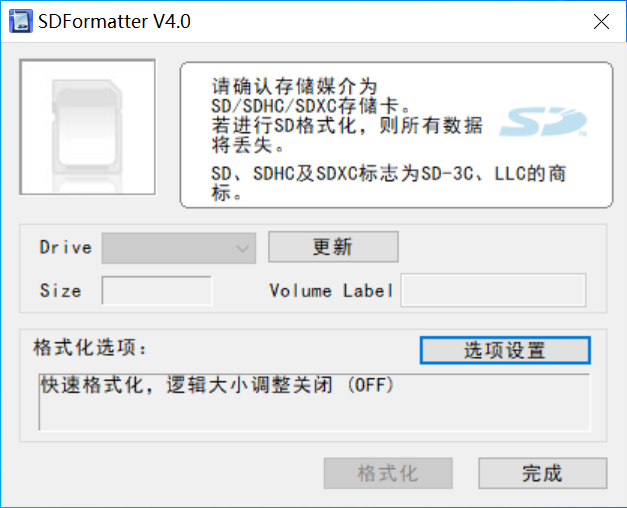 SDFormatter V4.0
请确认存储媒介为
SD/SDHC/SDXC存储卡。
若进行SD格式化，则所有数据
将丢失。
SD、SDHC及SDXC标志为SD-3C、LLC的商
标。
SD
TM
Drive
更新
Size
Volume Label
格式化选项：
选项设置
快速格式化，逻辑大小调整关闭 (OFF)
格式化
完成